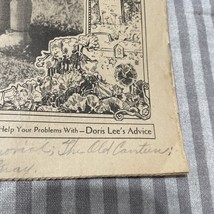 Help Your Problems With—Doris Lee's Advice
The Old Canteen;